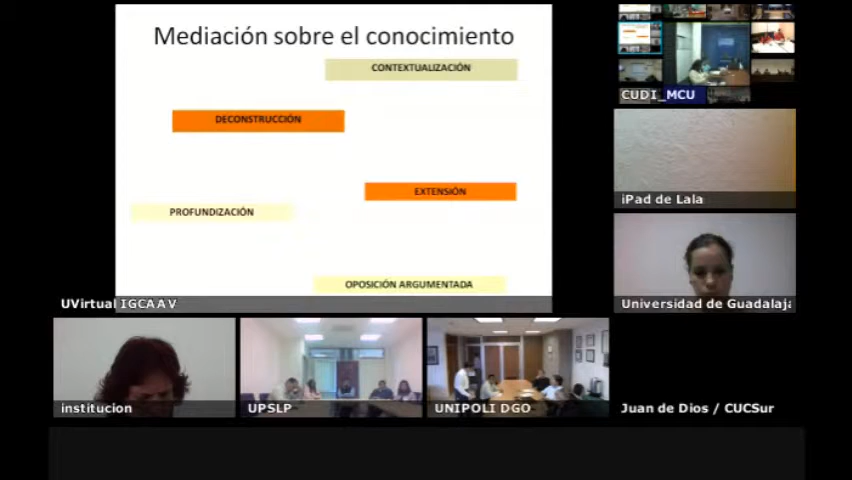 Mediación sobre el conocimiento
CONTEXTUALIZACIÓN
DECONSTRUCCIÓN
EXTENSIÓN
PROFUNDIZACIÓN
OPOSICIÓN ARGUMENTADA
UVirtual IGCAAV
CUDI_MCU
iPad de Lala
Universidad de Guadalaja
institucion
UPSLP
UNIPOLI DGO
Juan de Dios / CUCSur